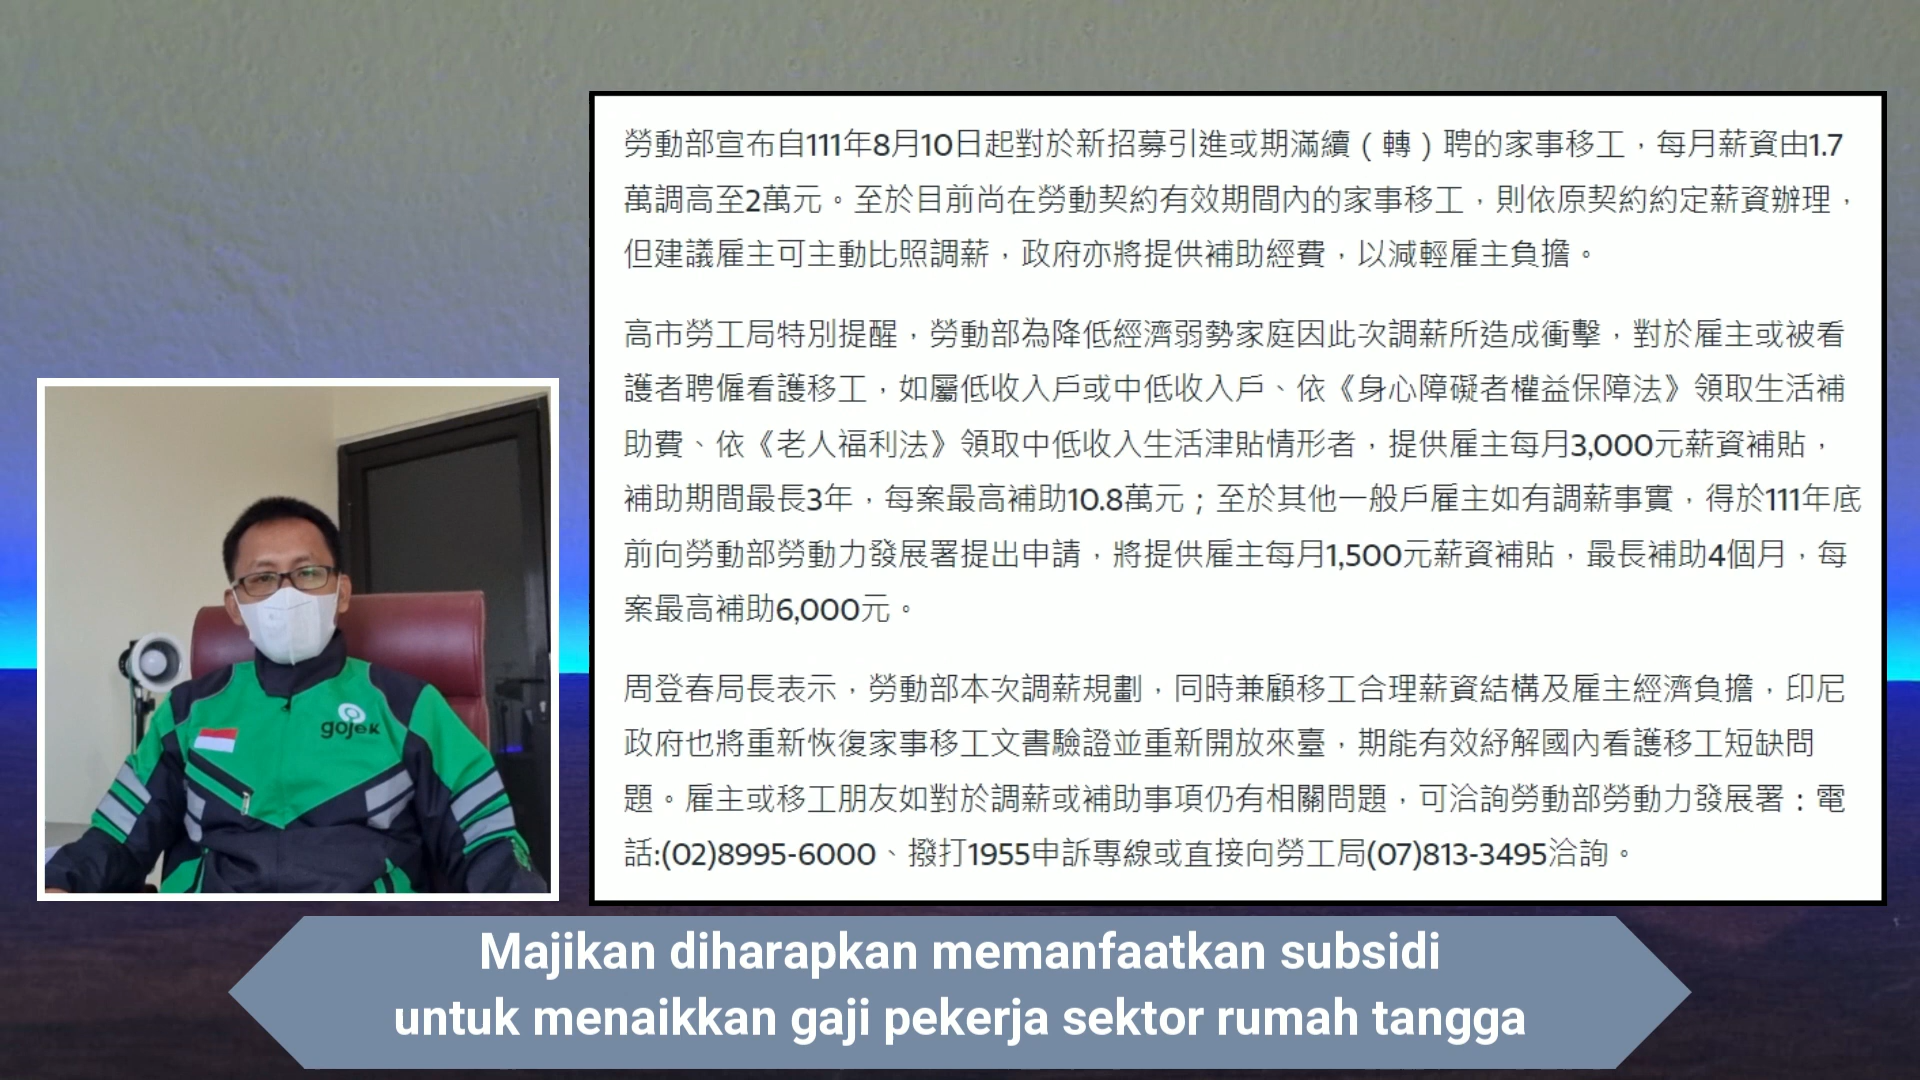 勞動部宣布自111年8月10日起對於新招募引進或期滿續（轉）聘的家事移工，每月薪資由1.7
萬調高至2萬元。至於目前尚在勞動契約有效期間內的家事移工，則依原契約約定薪資辦理，
但建議雇主可主動比照調薪，政府亦將提供補助經費，以減輕雇主負擔。
高市勞工局特別提醒，勞動部為降低經濟弱勢家庭因此次調薪所造成衝擊，對於雇主或被看
護者聘僱看護移工，如屬低收入戶或中低收入戶、依《身心障礙者權益保障法》領取生活補
助費、依《老人福利法》領取中低收入生活津貼情形者，提供雇主每月3,000元薪資補貼，
補助期間最長3年，每案最高補助10.8萬元；至於其他一般戶雇主如有調薪事實，得於111年底
前向勞動部勞動力發展署提出申請，將提供雇主每月1,500元薪資補貼，最長補助4個月，每
案最高補助6,000元。
周登春局長表示，勞動部本次調薪規劃，同時兼顧移工合理薪資結構及雇主經濟負擔，印尼
政府也將重新恢復家事移工文書驗證並重新開放來臺，期能有效紓解國內看護移工短缺問
題。雇主或移工朋友如對於調薪或補助事項仍有相關問題，可洽詢勞動部勞動力發展署：電
話:(02)8995-6000、撥打1955申訴專線或直接向勞工局(07)813-3495洽詢。
gojek
Majikan diharapkan memanfaatkan subsidi
untuk menaikkan gaji pekerja sektor rumah tangga